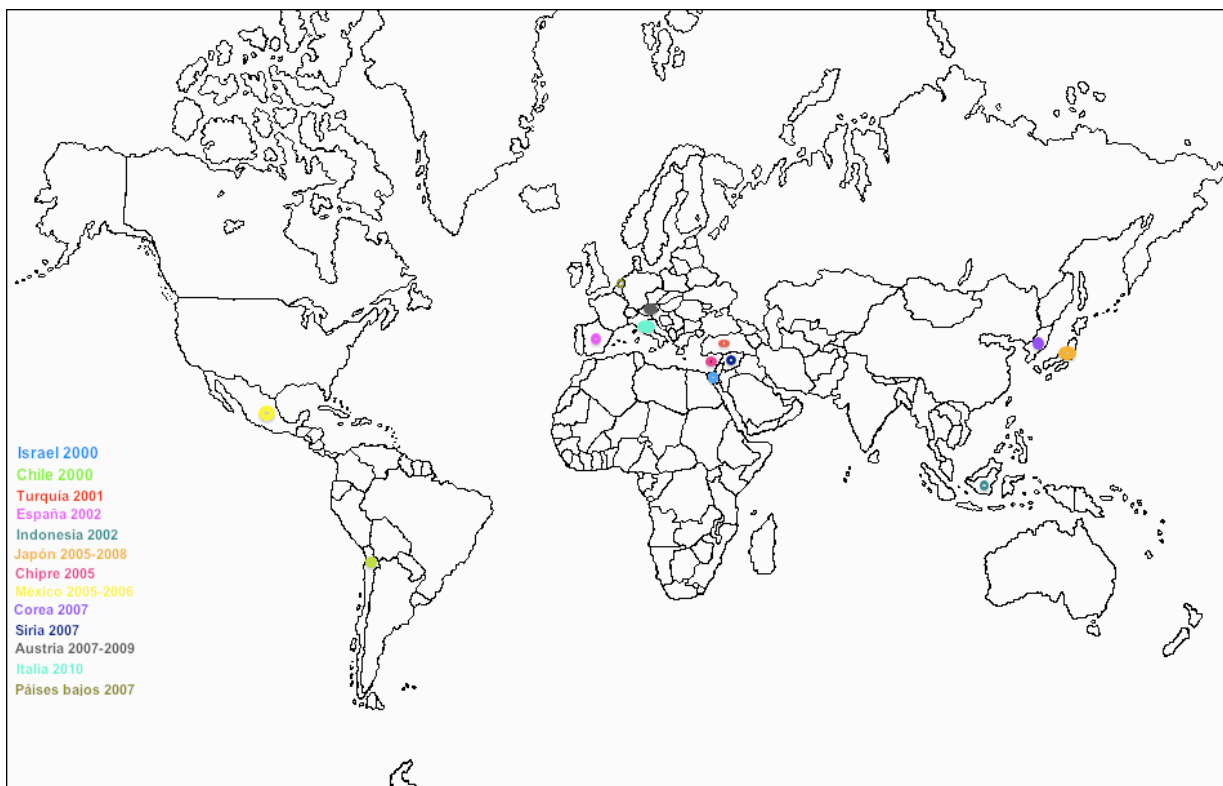 Israel 2000
Chile 2000
Turquía 2001
España 2002
Indonesia 2002
Japón 2005-2008
Chipre 2005
México 2005-2006
Corea 2007
Siria 2007
Austria 2007-2009
Italia 2010
Páises bajos 2007